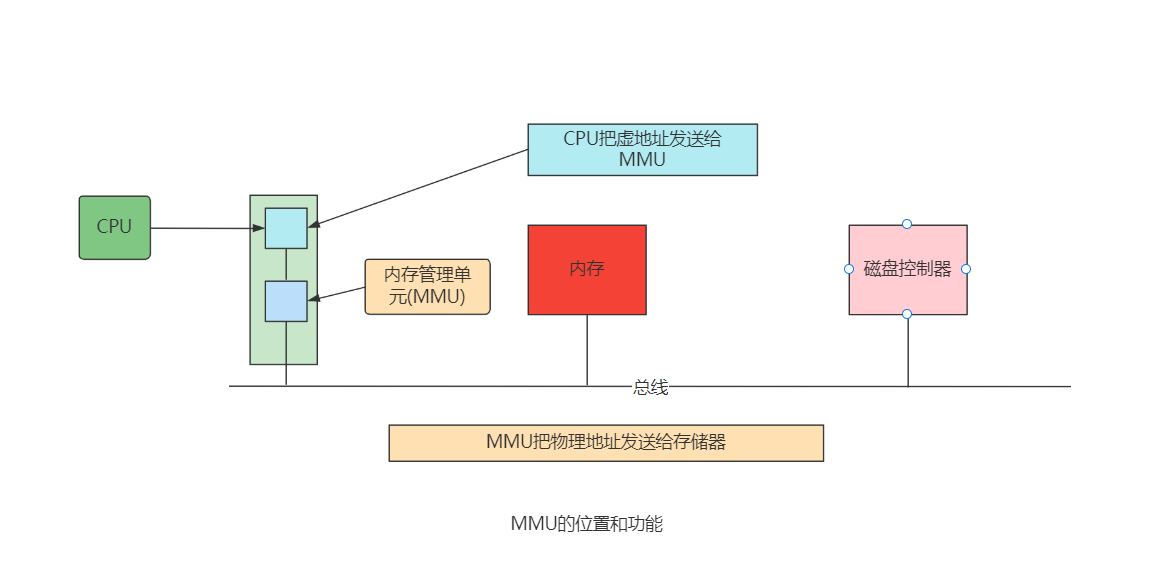 CPU把虚地址发送给
MMU
CPU
内存管理单
元(MMU)
内存
磁盘控制器
总线
MMU把物理地址发送给存储器
MMU的位置和功能